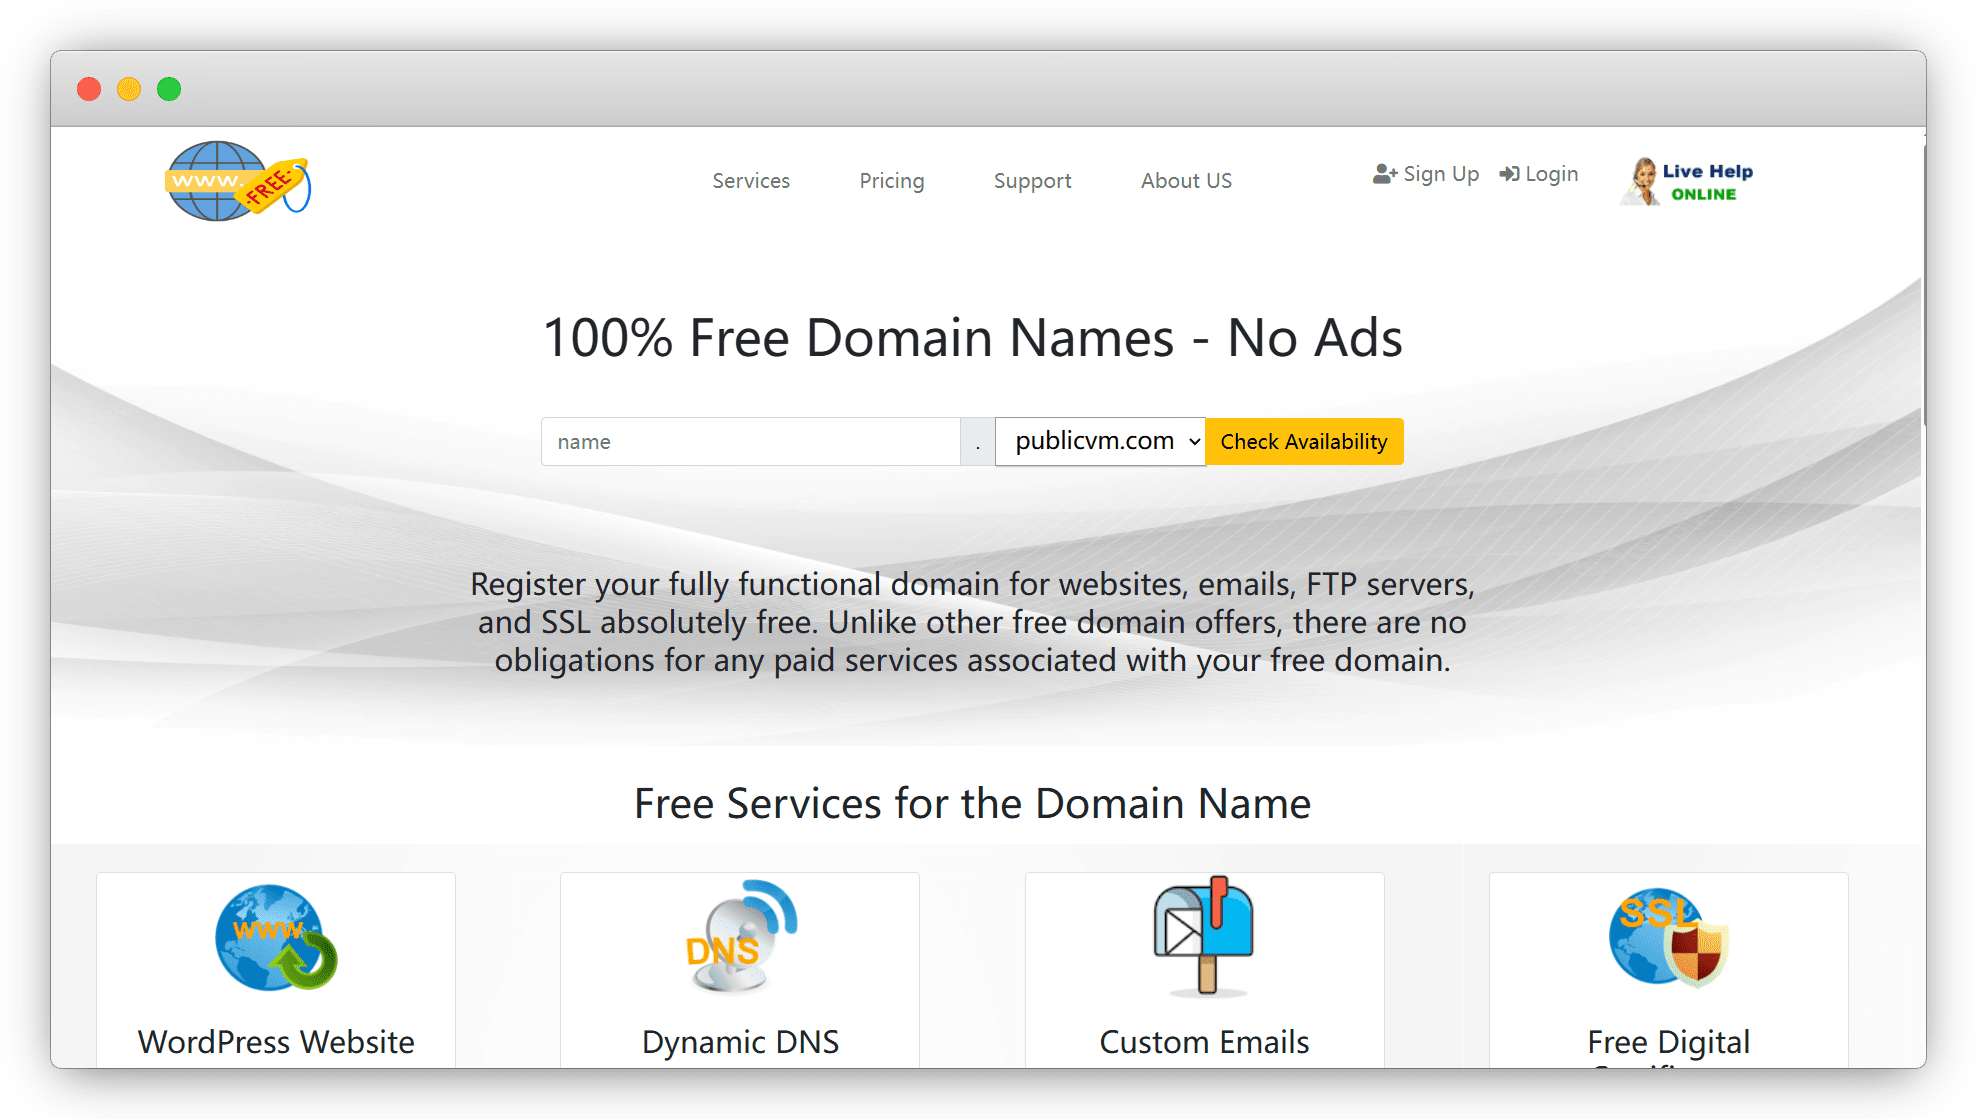 www.
-FREE-
Services
Pricing
Support
About US
Sign Up
Login
Live Help
ONLINE
100% Free Domain Names - No Ads
name
.
publicvm.com
Check Availability
Register your fully functional domain for websites, emails, FTP servers,
and SSL absolutely free. Unlike other free domain offers, there are no
obligations for any paid services associated with your free domain.
Free Services for the Domain Name
WWW
DNS
SSL
WordPress Website
Dynamic DNS
Custom Emails
Free Digital